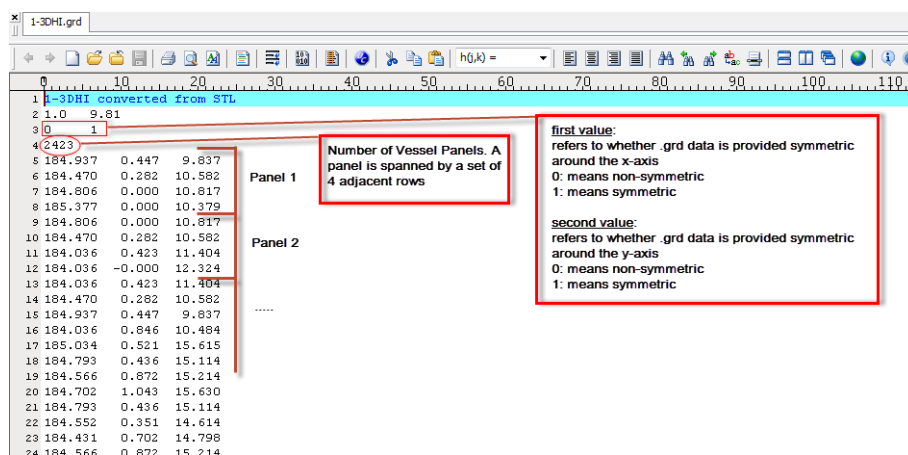 1-3DHI.grd
h(j,k) =
0 10 20 30 40 50 60 70 80 90 100 110
1 1-3DHI converted from STL
2 1.0 9.81
3 0 1
4 2423
5 184.937 0.447 9.837
6 184.470 0.282 10.582
7 184.806 0.000 10.817
8 185.377 0.000 10.379
9 184.806 0.000 10.817
10 184.470 0.282 10.582
11 184.036 0.423 11.404
12 184.036 -0.000 12.324
13 184.036 0.423 11.404
14 184.470 0.282 10.582
15 184.937 0.447 9.837
16 184.036 0.846 10.484
17 185.034 0.521 15.615
18 184.793 0.436 15.114
19 184.566 0.872 15.214
20 184.702 1.043 15.630
21 184.793 0.436 15.114
22 184.552 0.351 14.614
23 184.431 0.702 14.798
24 184.566 0.872 15.214
Panel 1
Panel 2
.....
Number of Vessel Panels. A
panel is spanned by a set of
4 adjacent rows
first value:
refers to whether .grd data is provided symmetric
around the x-axis
0: means non-symmetric
1: means symmetric
second value:
refers to whether .grd data is provided symmetric
around the y-axis
0: means non-symmetric
1: means symmetric